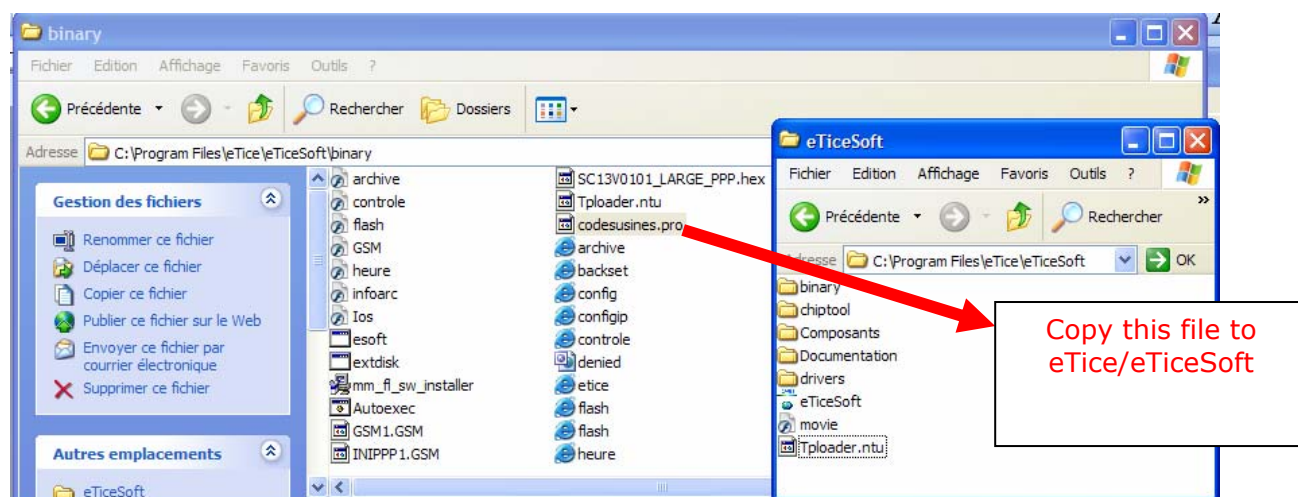 binary
Fichier Edition Affichage Favoris Outils ?
Précédente Rechercher Dossiers
Adresse C:\Program Files\eTice\eTiceSoft\binary
Gestion des fichiers
Renommer ce fichier
Déplacer ce fichier
Copier ce fichier
Publier ce fichier sur le Web
Envoyer ce fichier par
courrier électronique
Supprimer ce fichier
Autres emplacements
eTiceSoft
archive
controle
flash
GSM
heure
infoarc
Ios
esoft
extdisk
mm_fl_sw_installer
Autoexec
GSM1.GSM
INIPPP1.GSM
SC13V0101_LARGE_PPP.hex
Tploader.ntu
codesusines.pro
archive
backset
config
configip
controle
denied
etice
flash
flash
heure
eTiceSoft
Fichier Edition Affichage Favoris Outils ? »
Précédente Rechercher
Adresse C:\Program Files\eTice\eTiceSoft OK
binary
chiptool
Composants
Documentation
drivers
eTiceSoft
movie
Tploader.ntu
Copy this file to
eTice/eTiceSoft